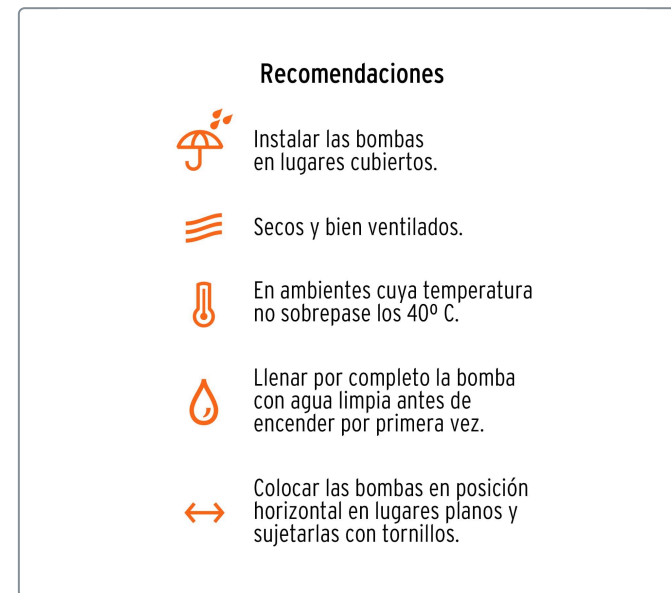 Recomendaciones
Instalar las bombas
en lugares cubiertos.
Secos y bien ventilados.
En ambientes cuya temperatura
no sobrepase los 40º C.
Llenar por completo la bomba
con agua limpia antes de
encender por primera vez.
Colocar las bombas en posición
horizontal en lugares planos y
sujetarlas con tornillos.